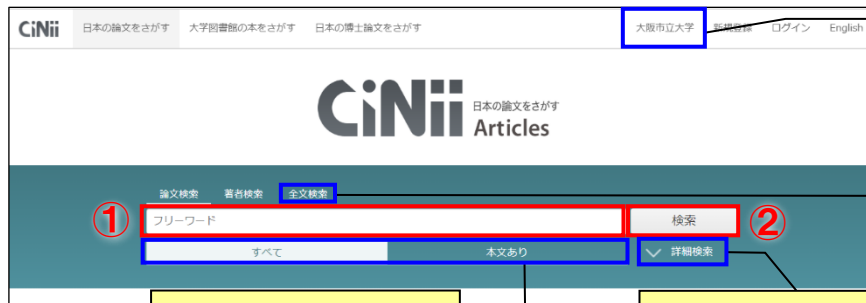 CiNii 日本の論文をさがす 大学図書館の本をさがす 日本の博士論文をさがす 大阪市立大学 新規登録 ログイン English
CiNii 日本の論文をさがす
Articles
論文検索 著者検索 全文検索
① フリーワード 検索 ②
すべて 本文あり 詳細検索